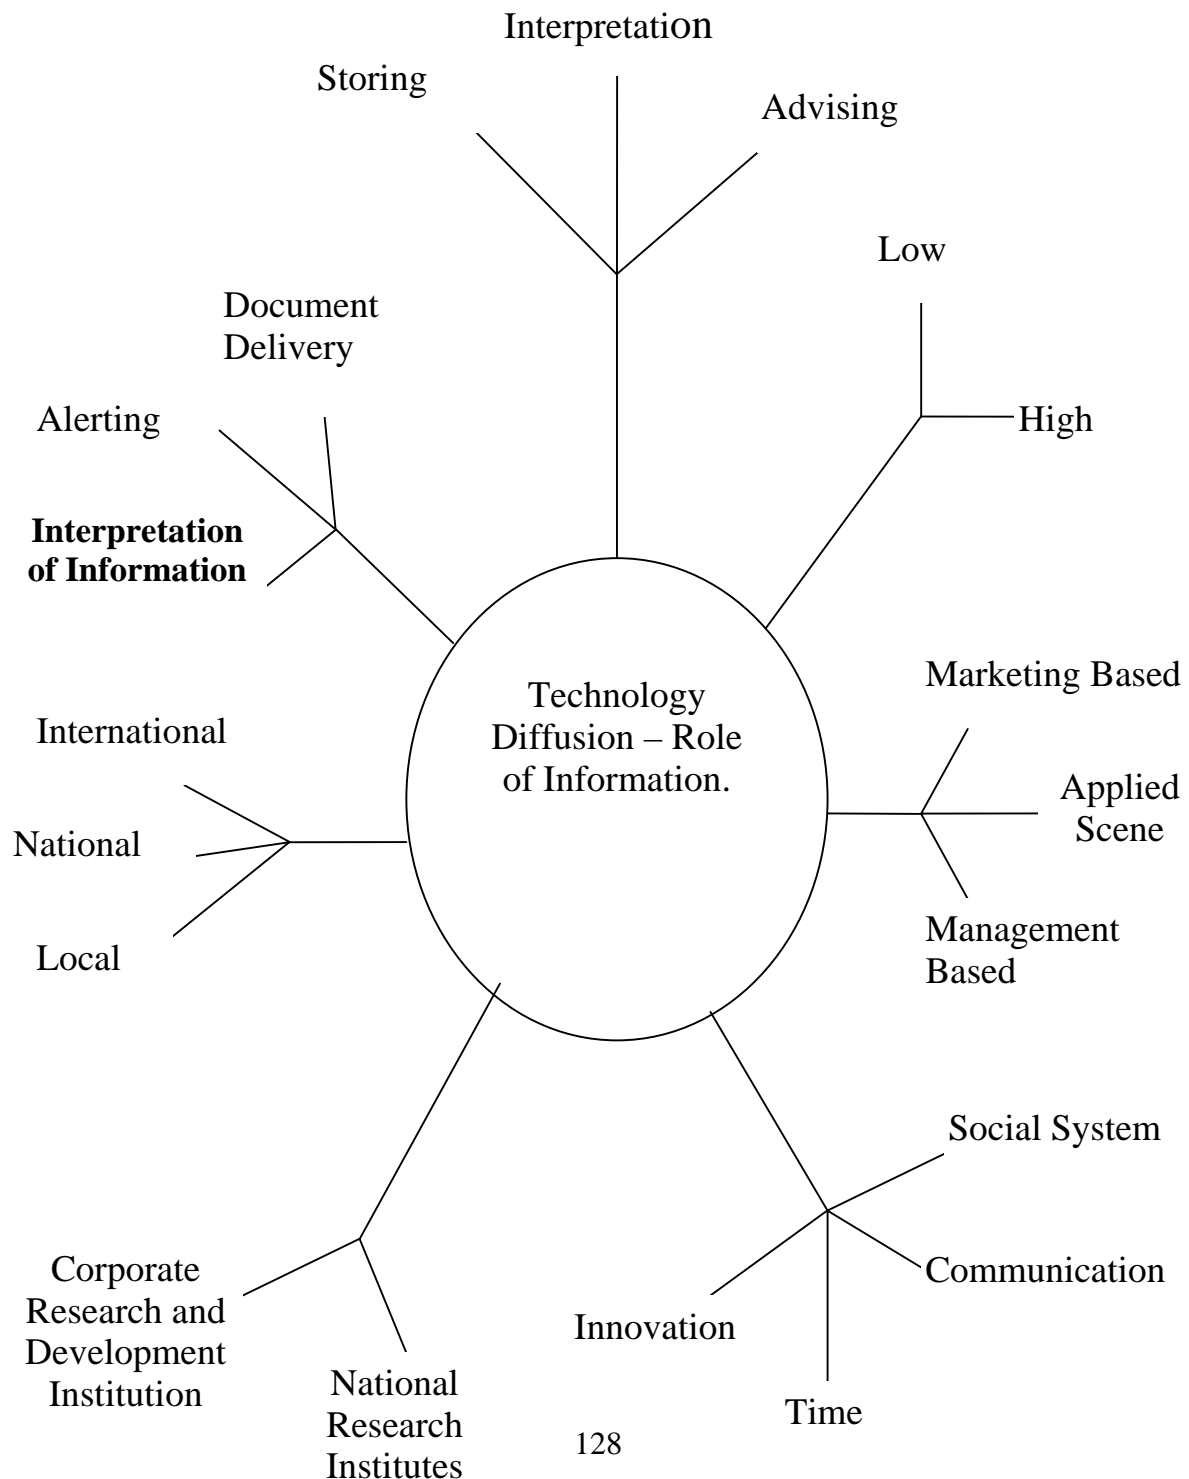 Interpretation
Storing
Advising
Low
Document
Delivery
Alerting
High
Interpretation
of Information
Technology
Diffusion – Role
of Information.
Marketing Based
International
Applied
Scene
National
Management
Based
Local
Social System
Communication
Corporate
Research and
Development
Institution
Innovation
National
Research
Institutes
Time
128